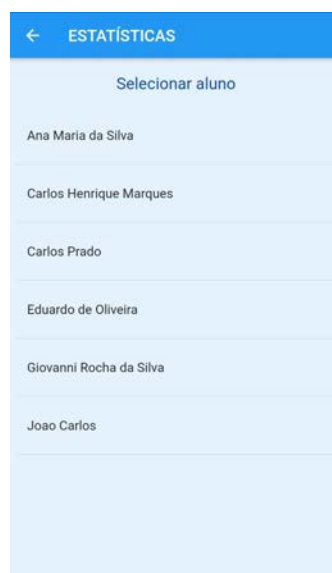 ESTATÍSTICAS
Selecionar aluno
Ana Maria da Silva
Carlos Henrique Marques
Carlos Prado
Eduardo de Oliveira
Giovanni Rocha da Silva
Joao Carlos